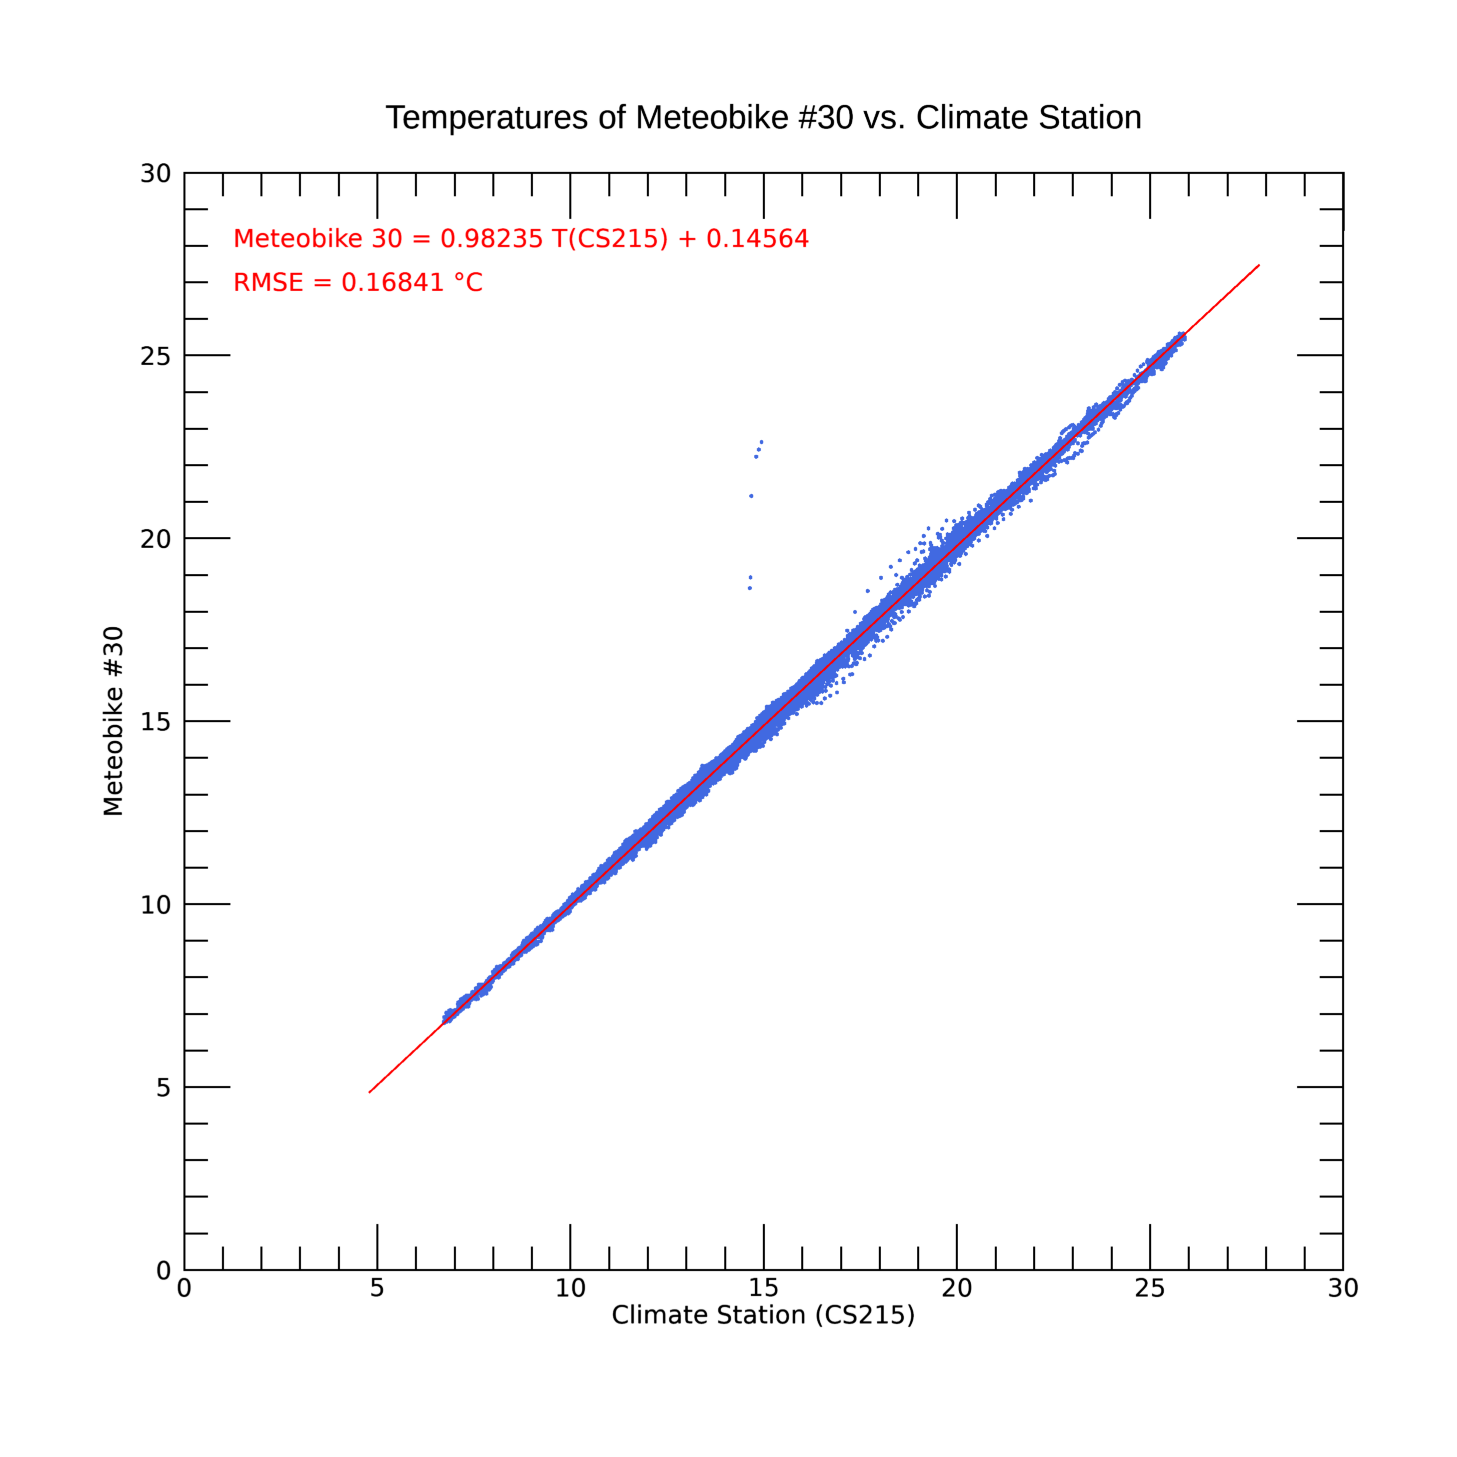 Temperatures of Meteobike #30 vs. Climate Station
30
Meteobike 30 = 0.98235 T(CS215) + 0.14564
RMSE = 0.16841 °C
25
20
Meteobike #30
15
10
5
0
0 5 10 15 20 25 30
Climate Station (CS215)